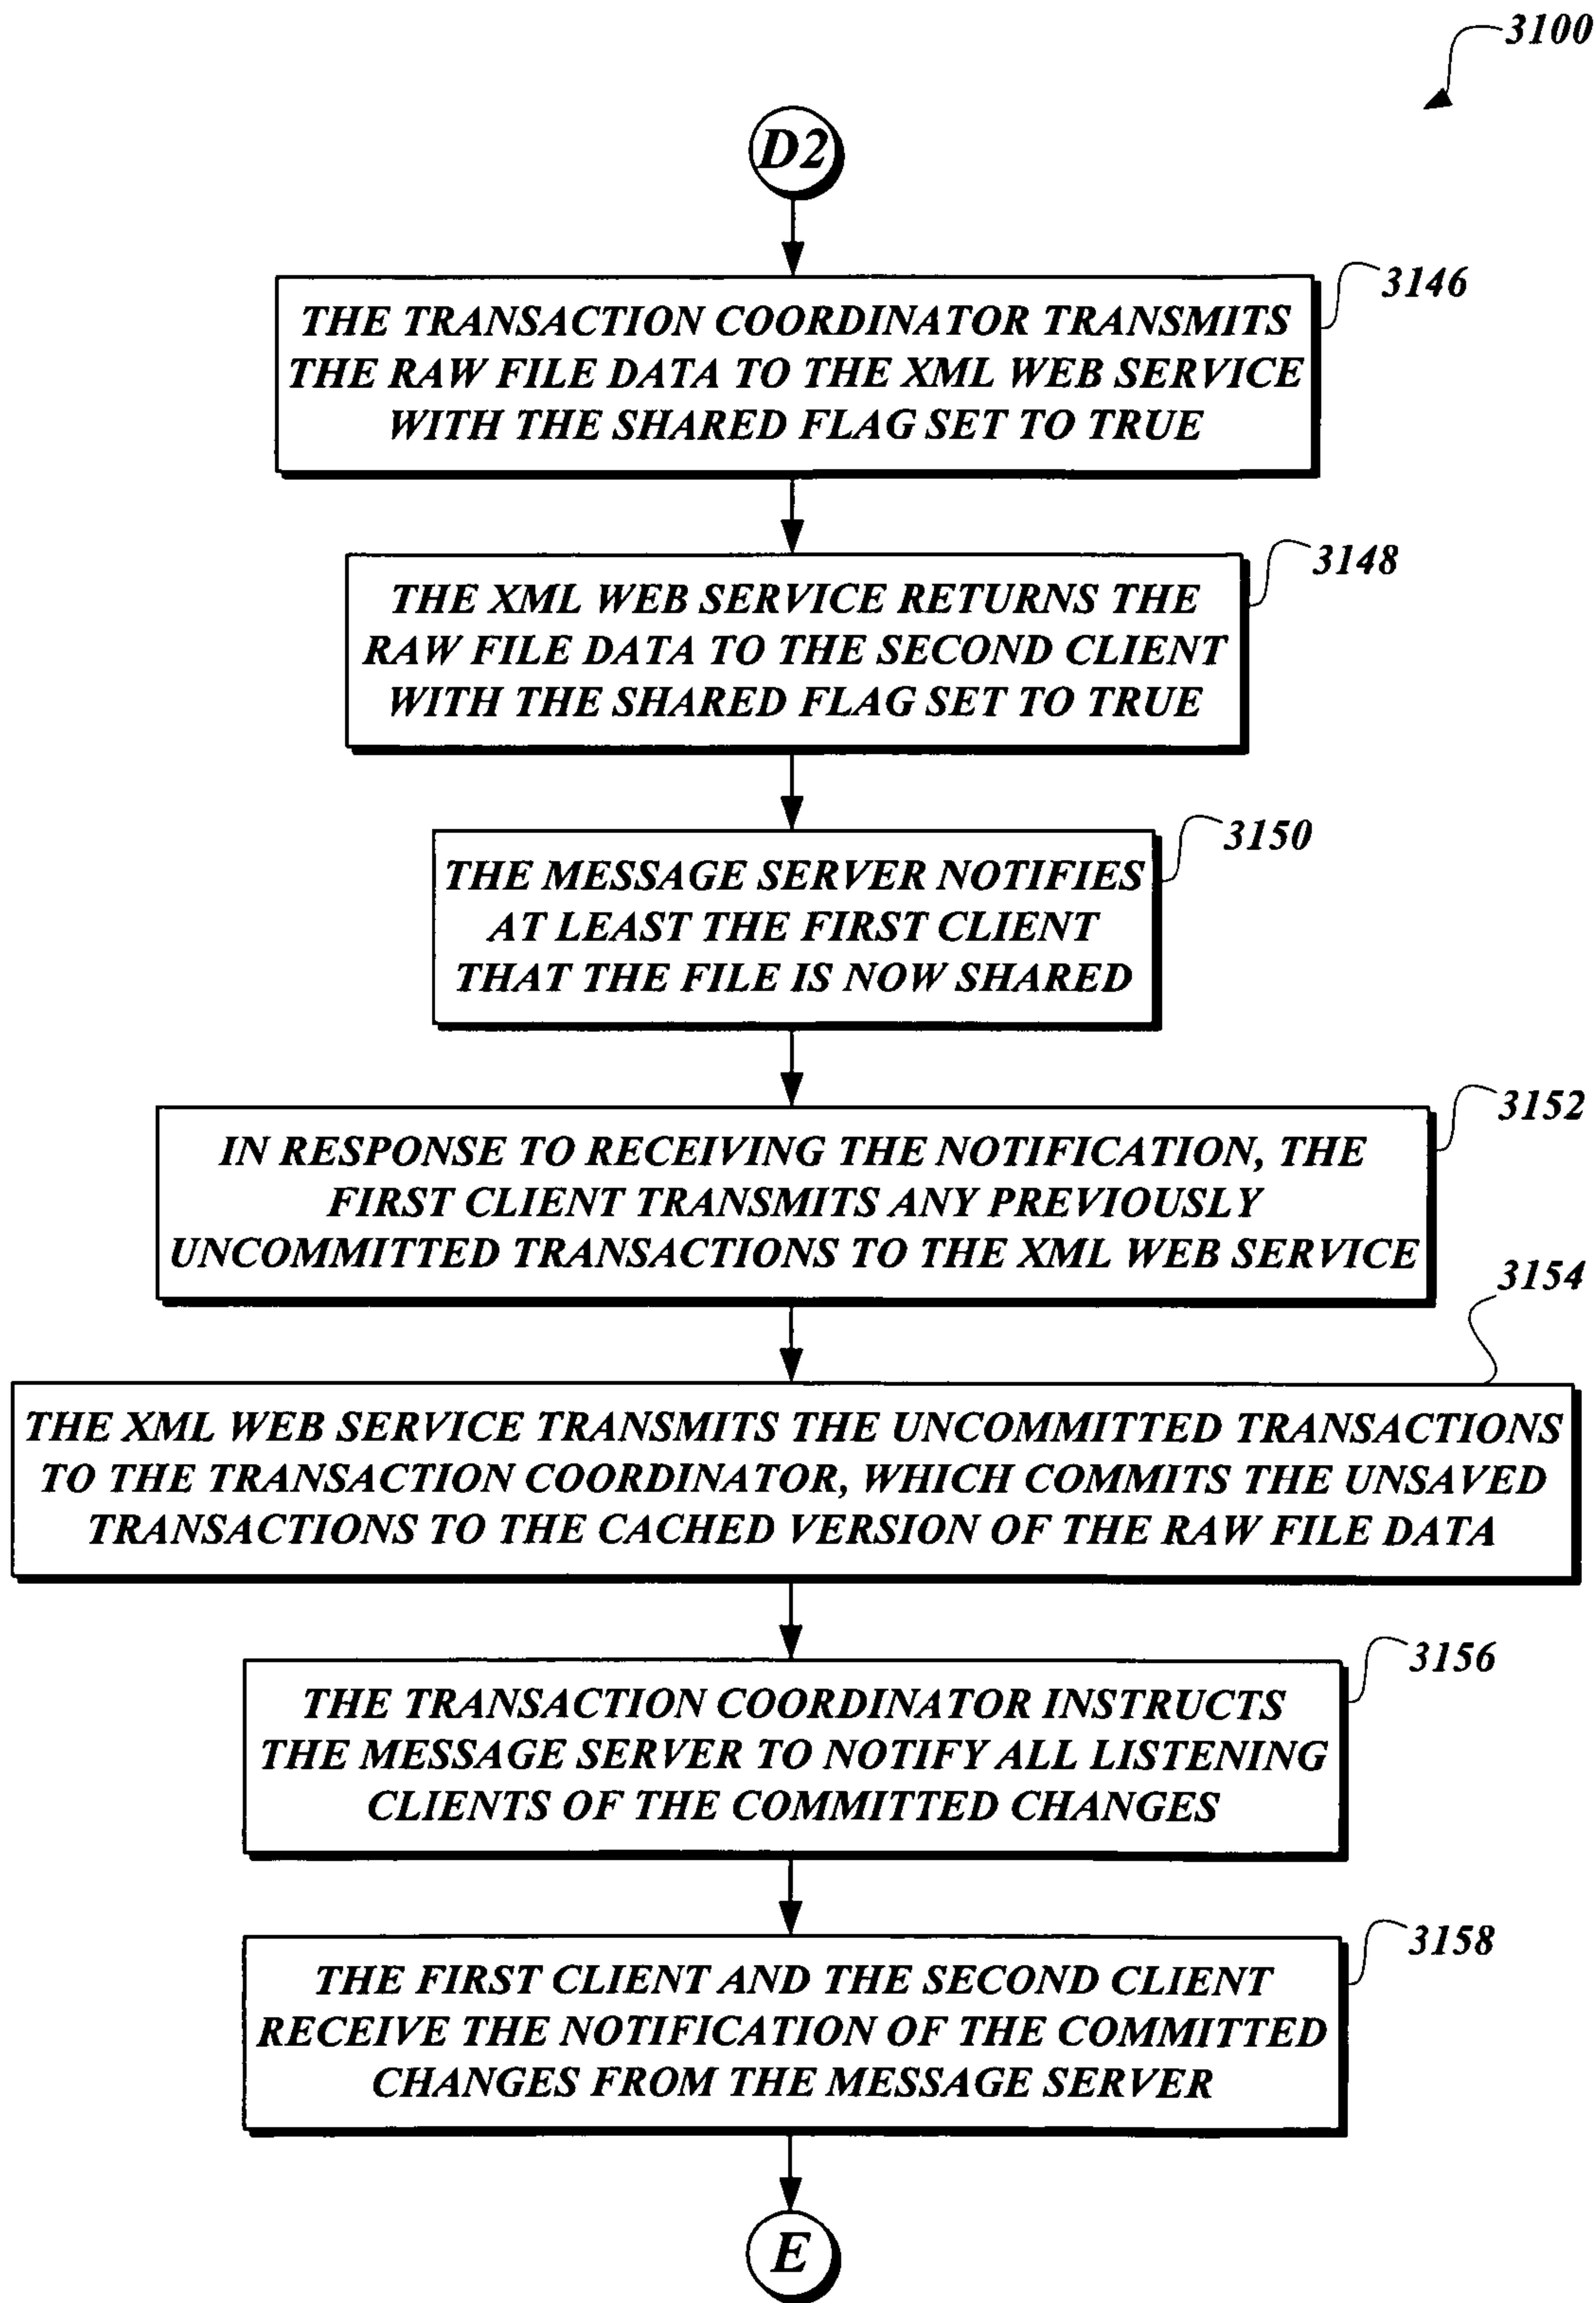 3100
D2
3146
THE TRANSACTION COORDINATOR TRANSMITS
THE RAW FILE DATA TO THE XML WEB SERVICE
WITH THE SHARED FLAG SET TO TRUE
3148
THE XML WEB SERVICE RETURNS THE
RAW FILE DATA TO THE SECOND CLIENT
WITH THE SHARED FLAG SET TO TRUE
3150
THE MESSAGE SERVER NOTIFIES
AT LEAST THE FIRST CLIENT
THAT THE FILE IS NOW SHARED
3152
IN RESPONSE TO RECEIVING THE NOTIFICATION, THE
FIRST CLIENT TRANSMITS ANY PREVIOUSLY
UNCOMMITTED TRANSACTIONS TO THE XML WEB SERVICE
3154
THE XML WEB SERVICE TRANSMITS THE UNCOMMITTED TRANSACTIONS
TO THE TRANSACTION COORDINATOR, WHICH COMMITS THE UNSAVED
TRANSACTIONS TO THE CACHED VERSION OF THE RAW FILE DATA
3156
THE TRANSACTION COORDINATOR INSTRUCTS
THE MESSAGE SERVER TO NOTIFY ALL LISTENING
CLIENTS OF THE COMMITTED CHANGES
3158
THE FIRST CLIENT AND THE SECOND CLIENT
RECEIVE THE NOTIFICATION OF THE COMMITTED
CHANGES FROM THE MESSAGE SERVER
E